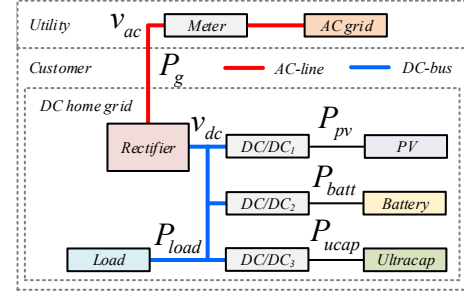 Utility
v_ac
Meter
AC grid
Customer
P_g
AC-line
DC-bus
DC home grid
v_dc
Rectifier
DC/DC_1
P_pv
PV
DC/DC_2
P_batt
Battery
Load
P_load
DC/DC_3
P_ucap
Ultracap